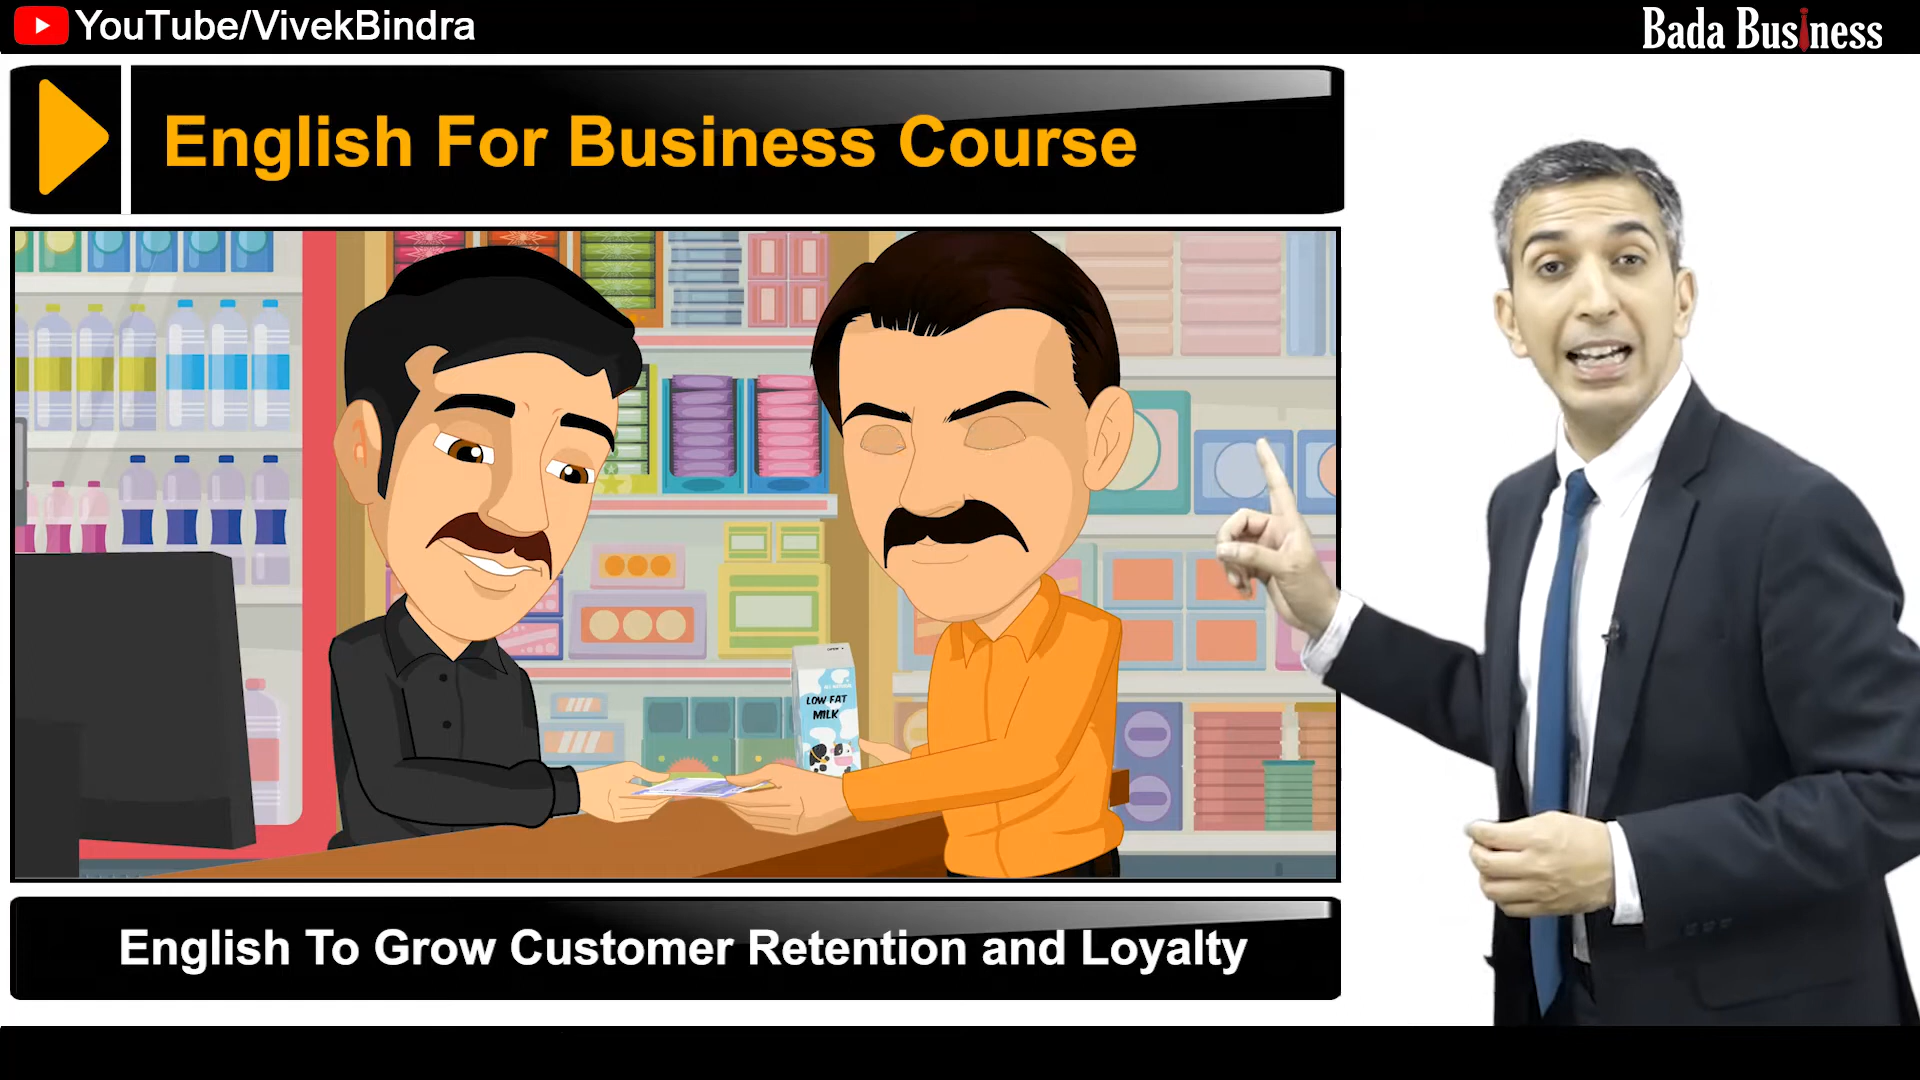 YouTube/VivekBindra
Bada Business
English For Business Course
LOW FAT
MILK
English To Grow Customer Retention and Loyalty